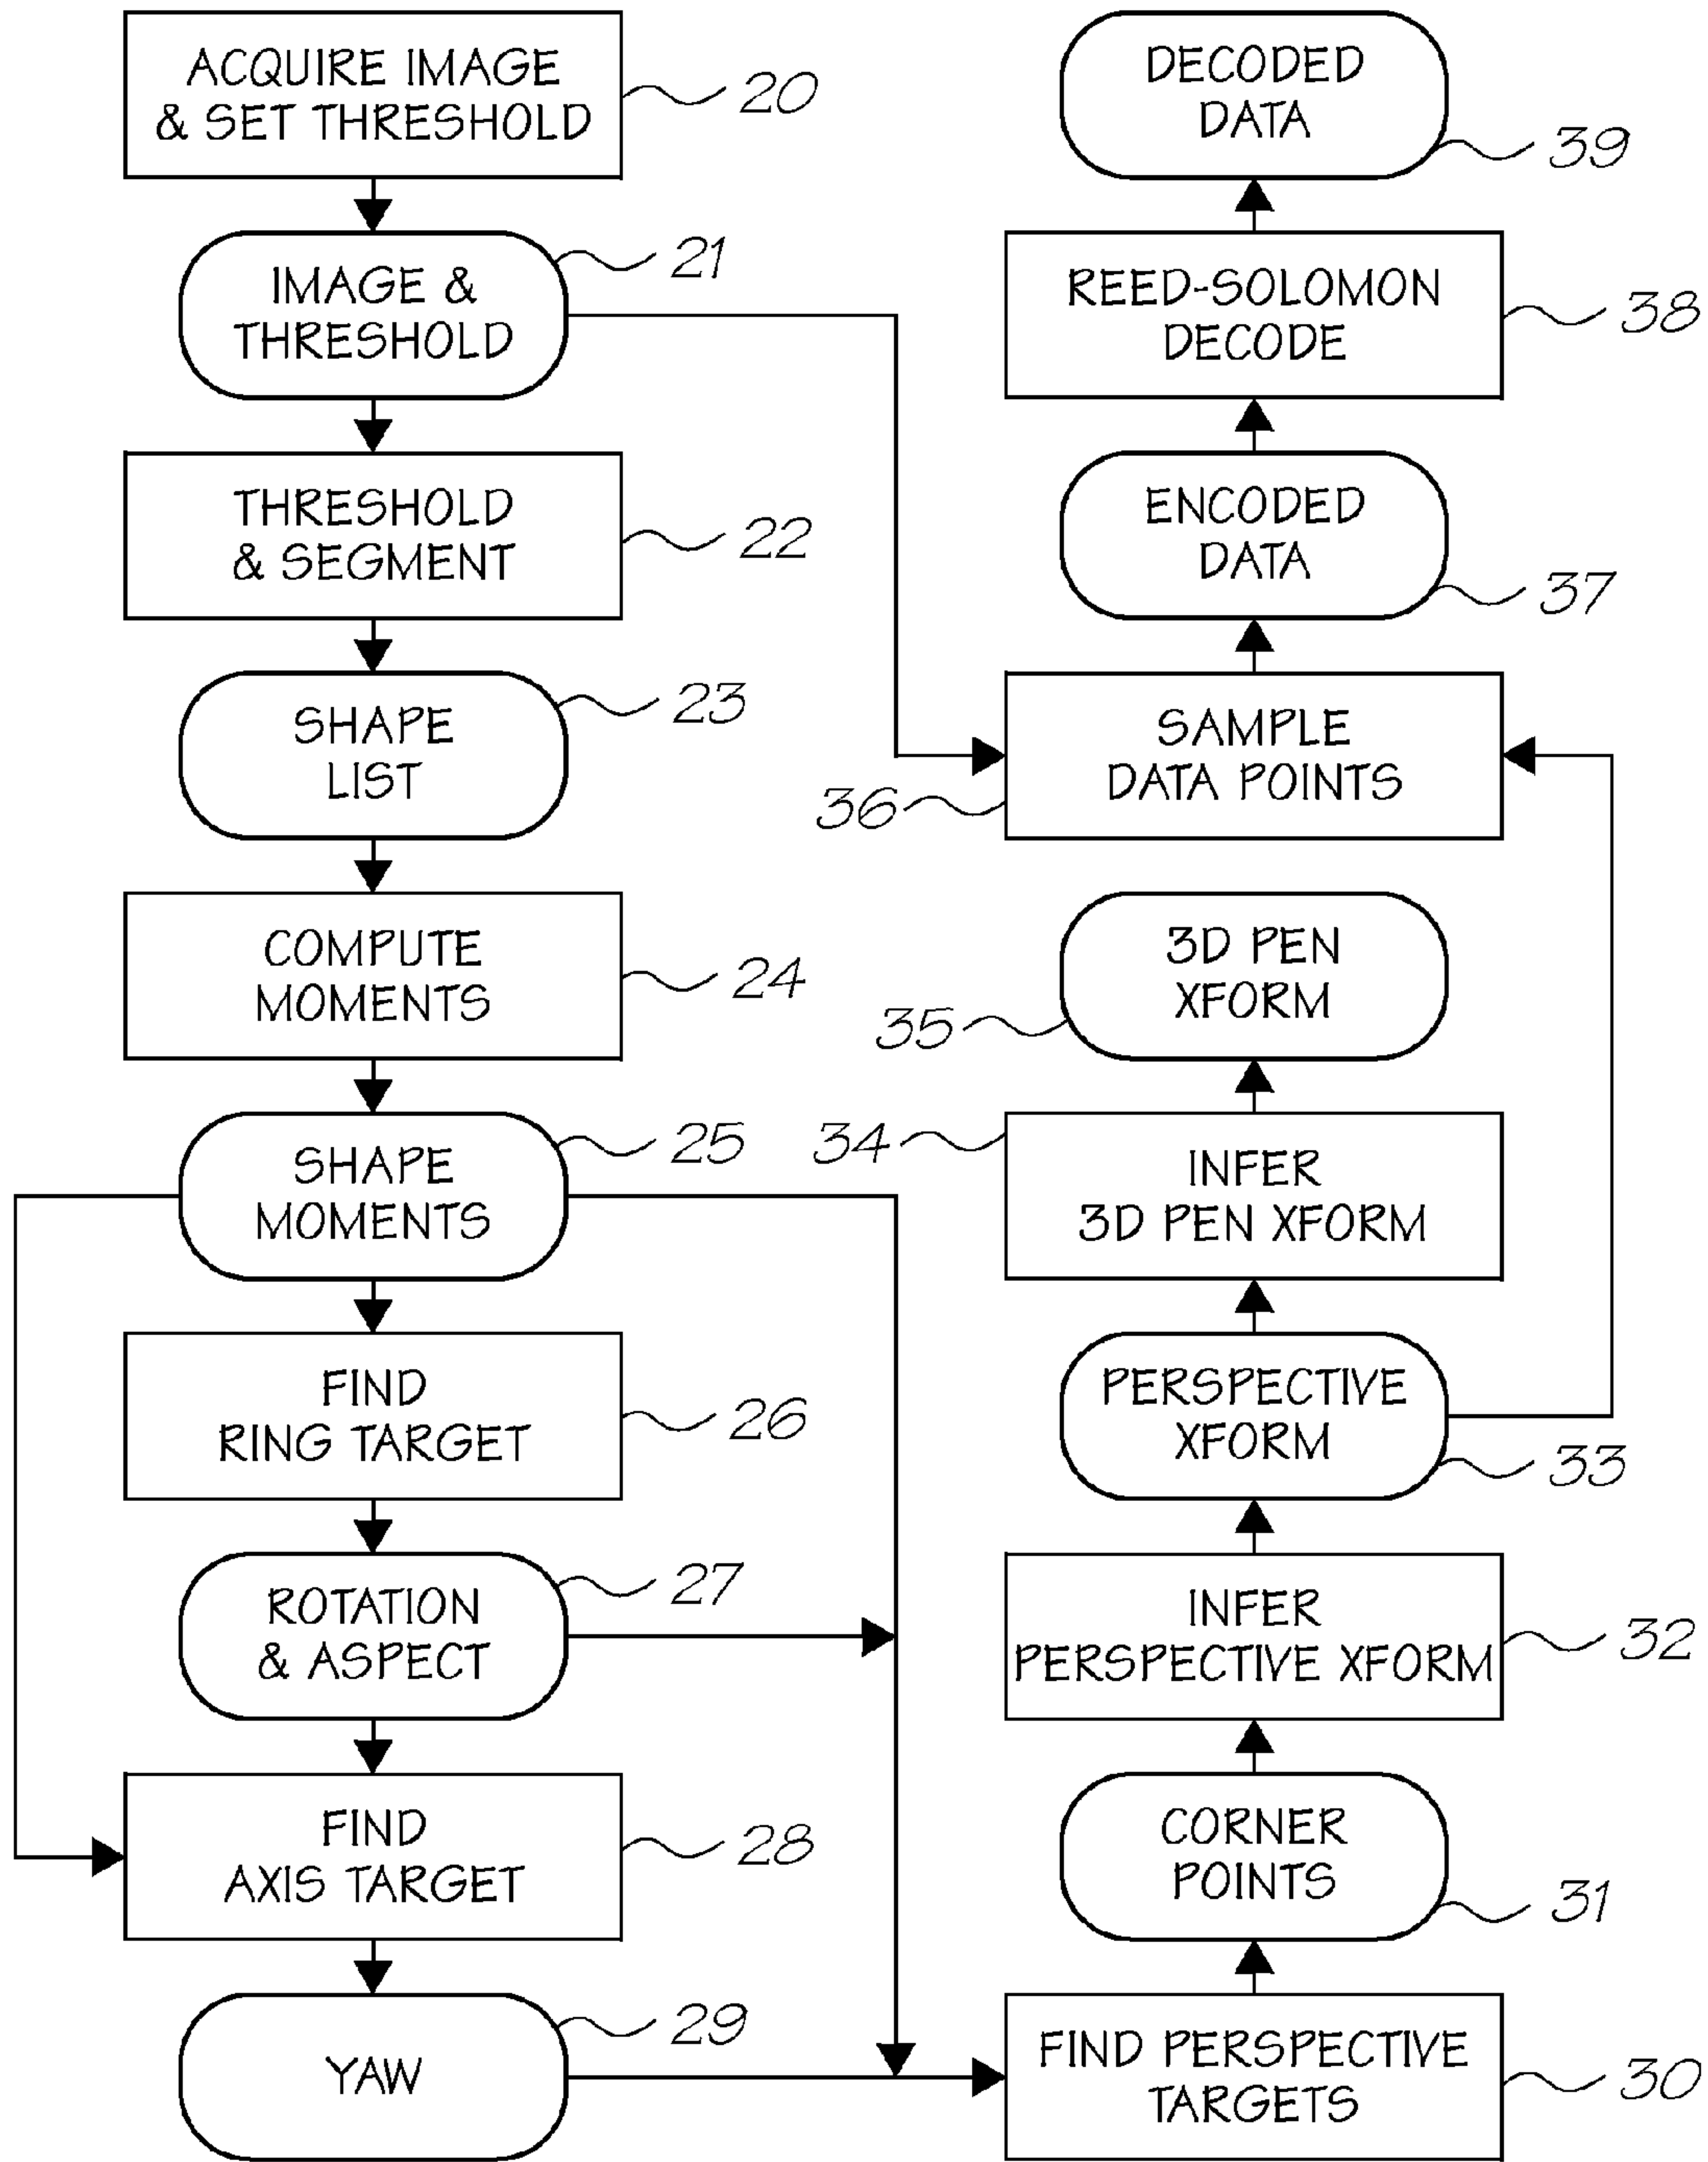 ACQUIRE IMAGE
& SET THRESHOLD
20
IMAGE &
THRESHOLD
21
THRESHOLD
& SEGMENT
22
SHAPE
LIST
23
COMPUTE
MOMENTS
24
SHAPE
MOMENTS
25
FIND
RING TARGET
26
ROTATION
& ASPECT
27
FIND
AXIS TARGET
28
YAW
29
DECODED
DATA
39
REED-SOLOMON
DECODE
38
ENCODED
DATA
37
SAMPLE
DATA POINTS
36
3D PEN
XFORM
35
INFER
3D PEN XFORM
34
PERSPECTIVE
XFORM
33
INFER
PERSPECTIVE XFORM
32
CORNER
POINTS
31
FIND PERSPECTIVE
TARGETS
30